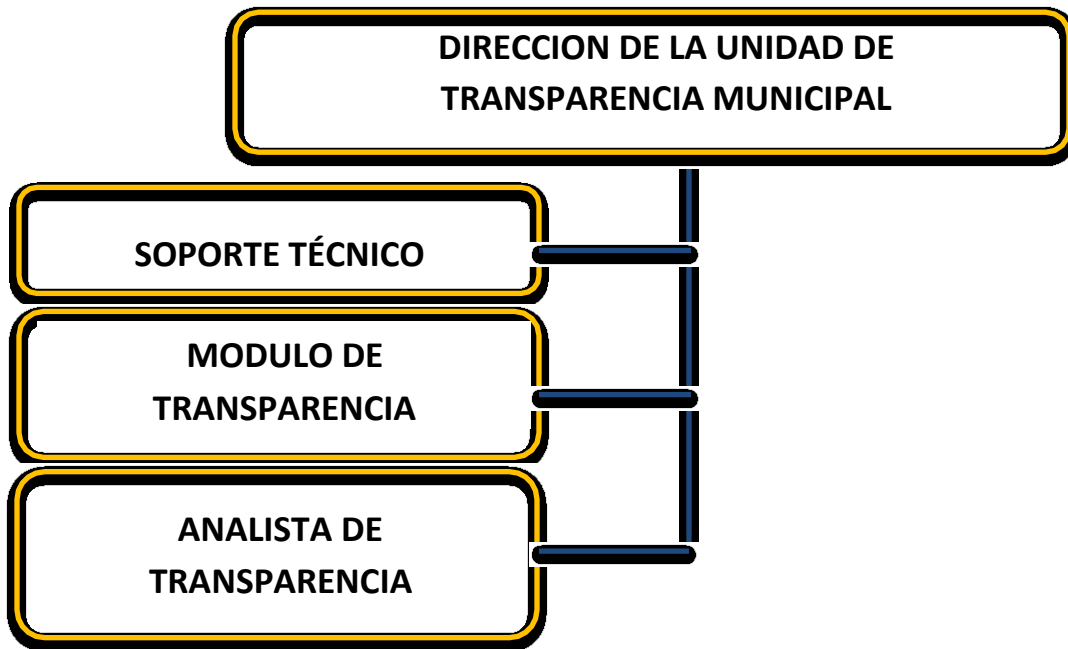 DIRECCION DE LA UNIDAD DE
TRANSPARENCIA MUNICIPAL
SOPORTE TÉCNICO
MODULO DE
TRANSPARENCIA
ANALISTA DE
TRANSPARENCIA